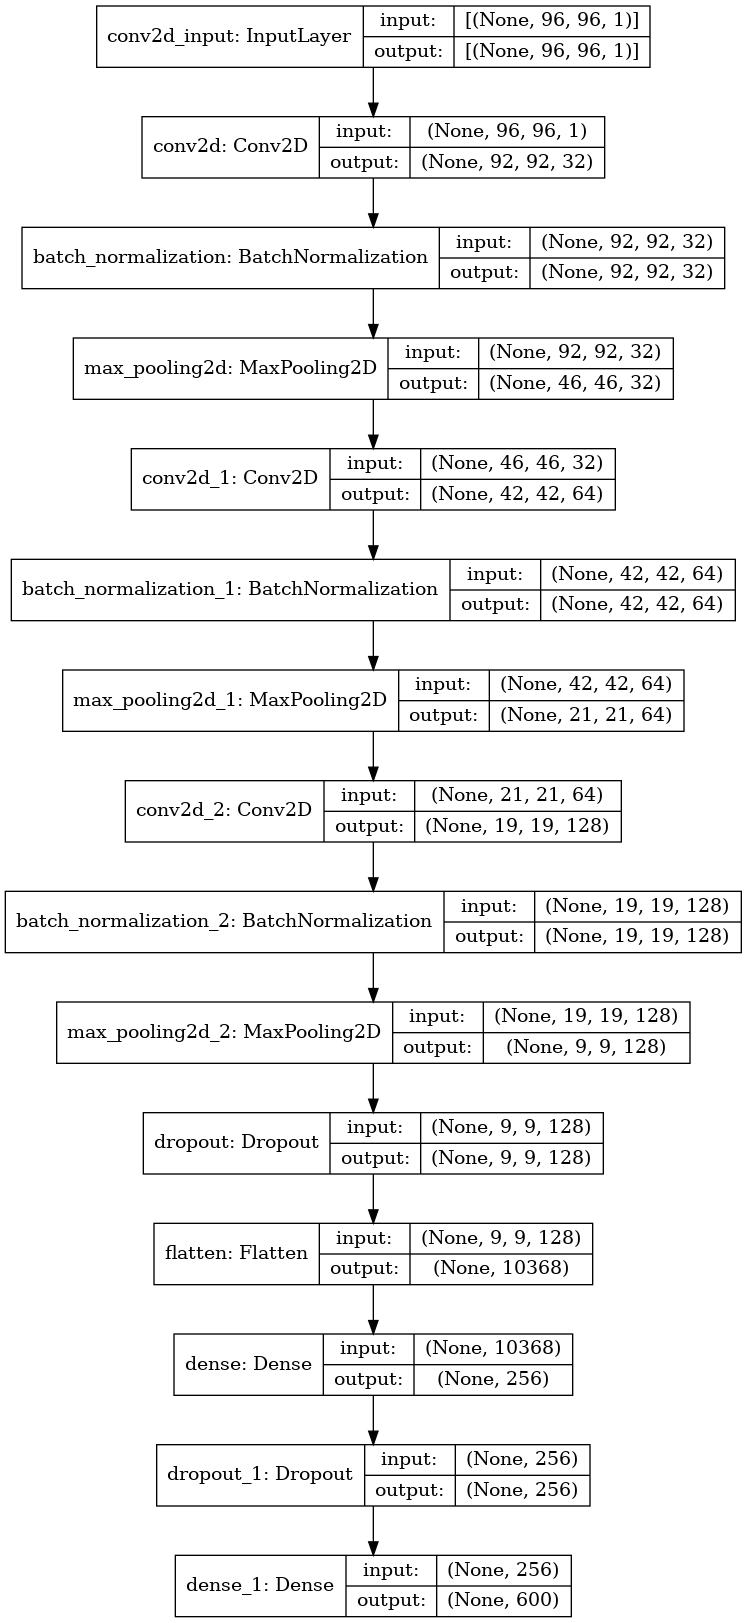 conv2d_input: InputLayer
input: [(None, 96, 96, 1)]
output: [(None, 96, 96, 1)]
conv2d: Conv2D
input: (None, 96, 96, 1)
output: (None, 92, 92, 32)
batch_normalization: BatchNormalization
input: (None, 92, 92, 32)
output: (None, 92, 92, 32)
max_pooling2d: MaxPooling2D
input: (None, 92, 92, 32)
output: (None, 46, 46, 32)
conv2d_1: Conv2D
input: (None, 46, 46, 32)
output: (None, 42, 42, 64)
batch_normalization_1: BatchNormalization
input: (None, 42, 42, 64)
output: (None, 42, 42, 64)
max_pooling2d_1: MaxPooling2D
input: (None, 42, 42, 64)
output: (None, 21, 21, 64)
conv2d_2: Conv2D
input: (None, 21, 21, 64)
output: (None, 19, 19, 128)
batch_normalization_2: BatchNormalization
input: (None, 19, 19, 128)
output: (None, 19, 19, 128)
max_pooling2d_2: MaxPooling2D
input: (None, 19, 19, 128)
output: (None, 9, 9, 128)
dropout: Dropout
input: (None, 9, 9, 128)
output: (None, 9, 9, 128)
flatten: Flatten
input: (None, 9, 9, 128)
output: (None, 10368)
dense: Dense
input: (None, 10368)
output: (None, 256)
dropout_1: Dropout
input: (None, 256)
output: (None, 256)
dense_1: Dense
input: (None, 256)
output: (None, 600)